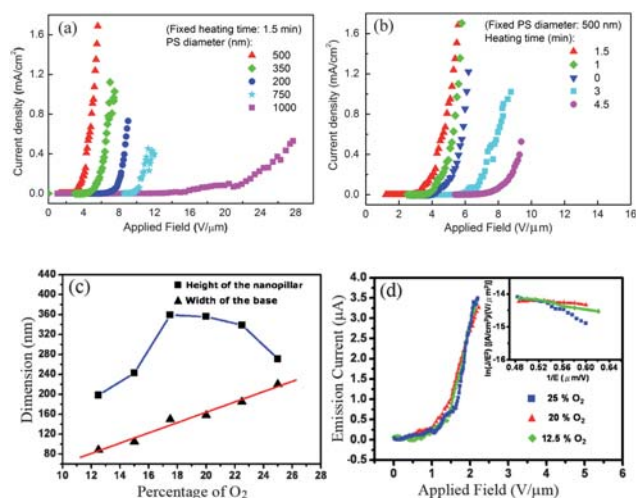 (a)
(Fixed heating time: 1.5 min)
PS diameter (nm):
500
350
200
750
1000
Current density (mA/cm²)
1.6
1.2
0.8
0.4
0.0
0 4 8 12 16 20 24 28
Applied Field (V/μm)
(b)
(Fixed PS diameter: 500 nm)
Heating time (min)
1.5
1
0
3
4.5
Current density (mA/cm²)
1.6
1.2
0.8
0.4
0.0
0 2 4 6 8 10 12 14 16
Applied Field (V/μm)
(c)
Height of the nanopillar
Width of the base
Dimension (nm)
440
400
360
320
280
240
200
160
120
80
10 12 14 16 18 20 22 24 26 28
Percentage of O₂
(d)
Emission Current (μA)
4.0
3.5
3.0
2.5
2.0
1.5
1.0
0.5
0.0
0 1 2 3 4 5 6
Applied Field (V/μm)
-13
-14
-15
0.48 0.52 0.56 0.60 0.64
1/E (μm/V)
25 % O₂
20 % O₂
12.5 % O₂